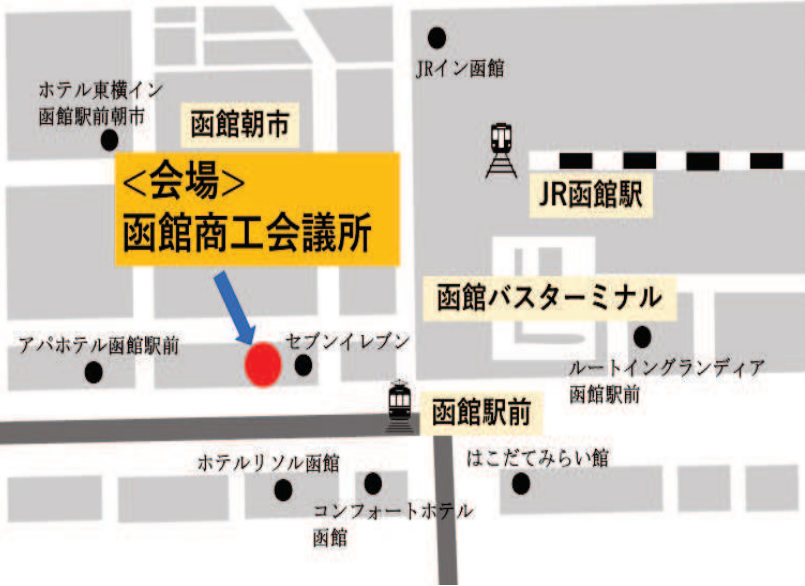 JRイン函館
ホテル東横イン
函館駅前朝市
函館朝市
<会場>
函館商工会議所
JR函館駅
函館バスターミナル
アパホテル函館駅前
セブンイレブン
ルートイングランディア
函館駅前
函館駅前
ホテルリソル函館
はこだてみらい館
コンフォートホテル
函館